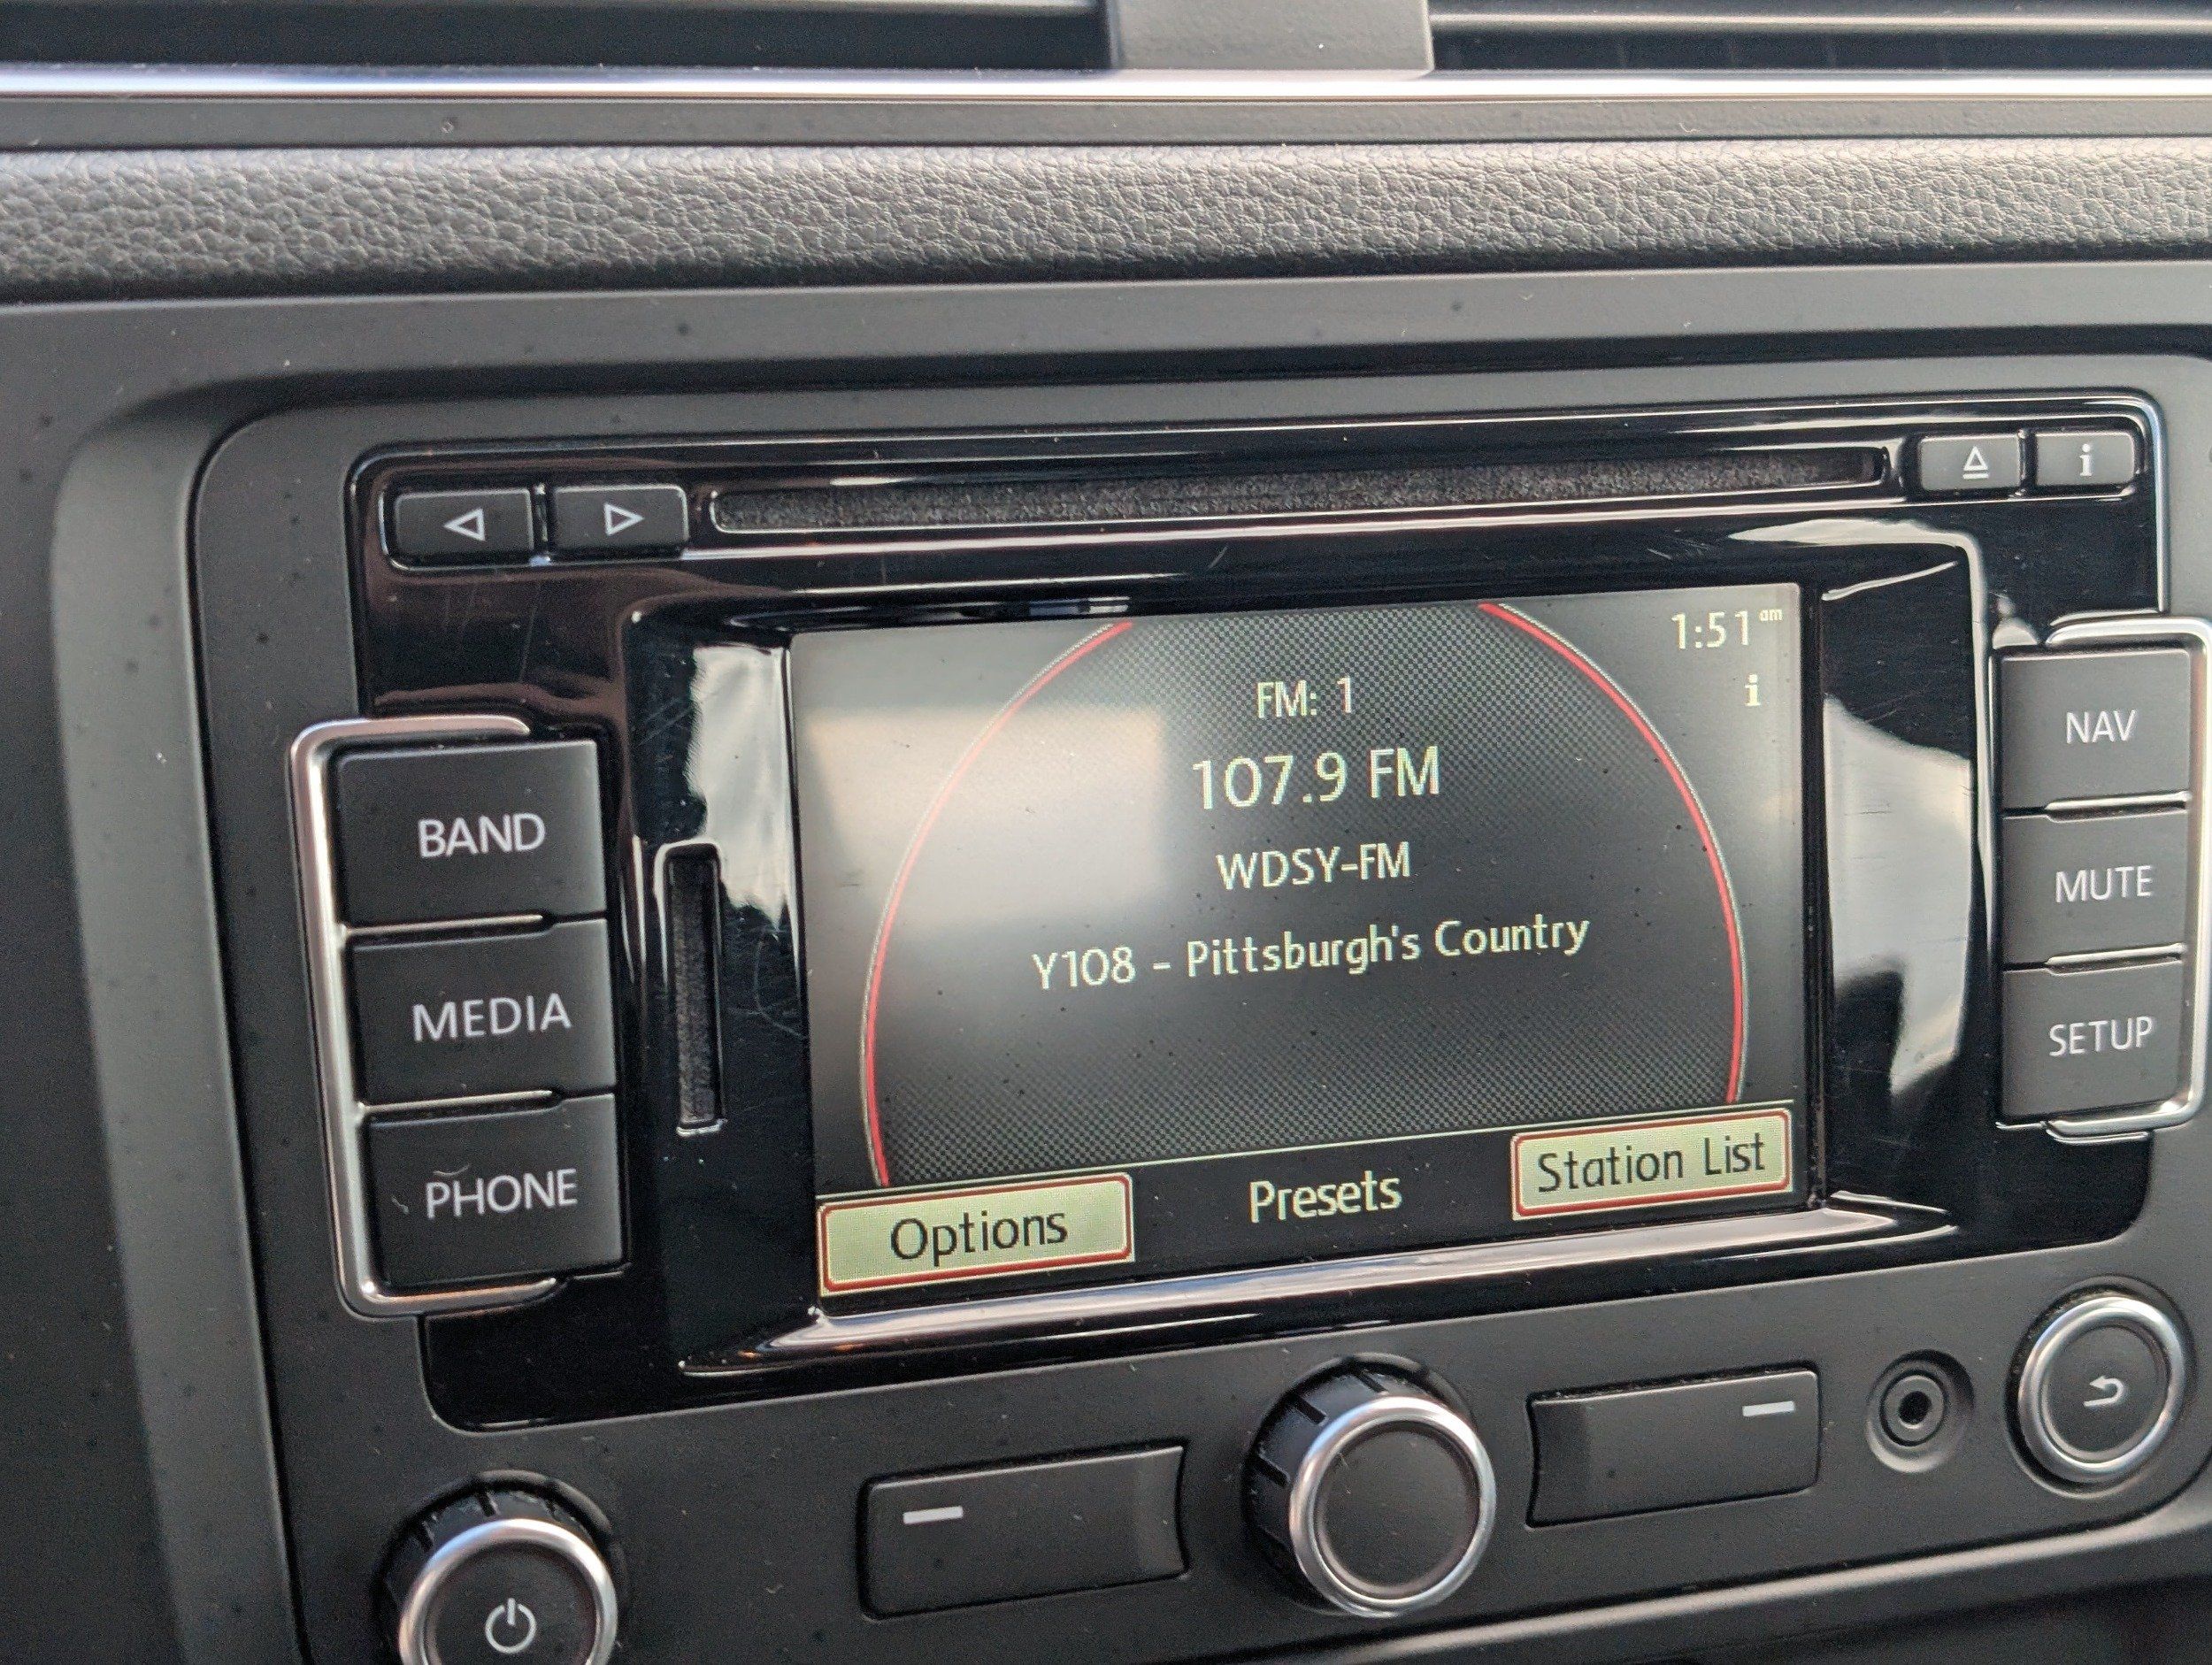 i
1:51 am
FM: 1
i
107.9 FM
NAV
BAND
WDSY-FM
MUTE
Y108 - Pittsburgh's Country
MEDIA
SETUP
PHONE
Options
Presets
Station List